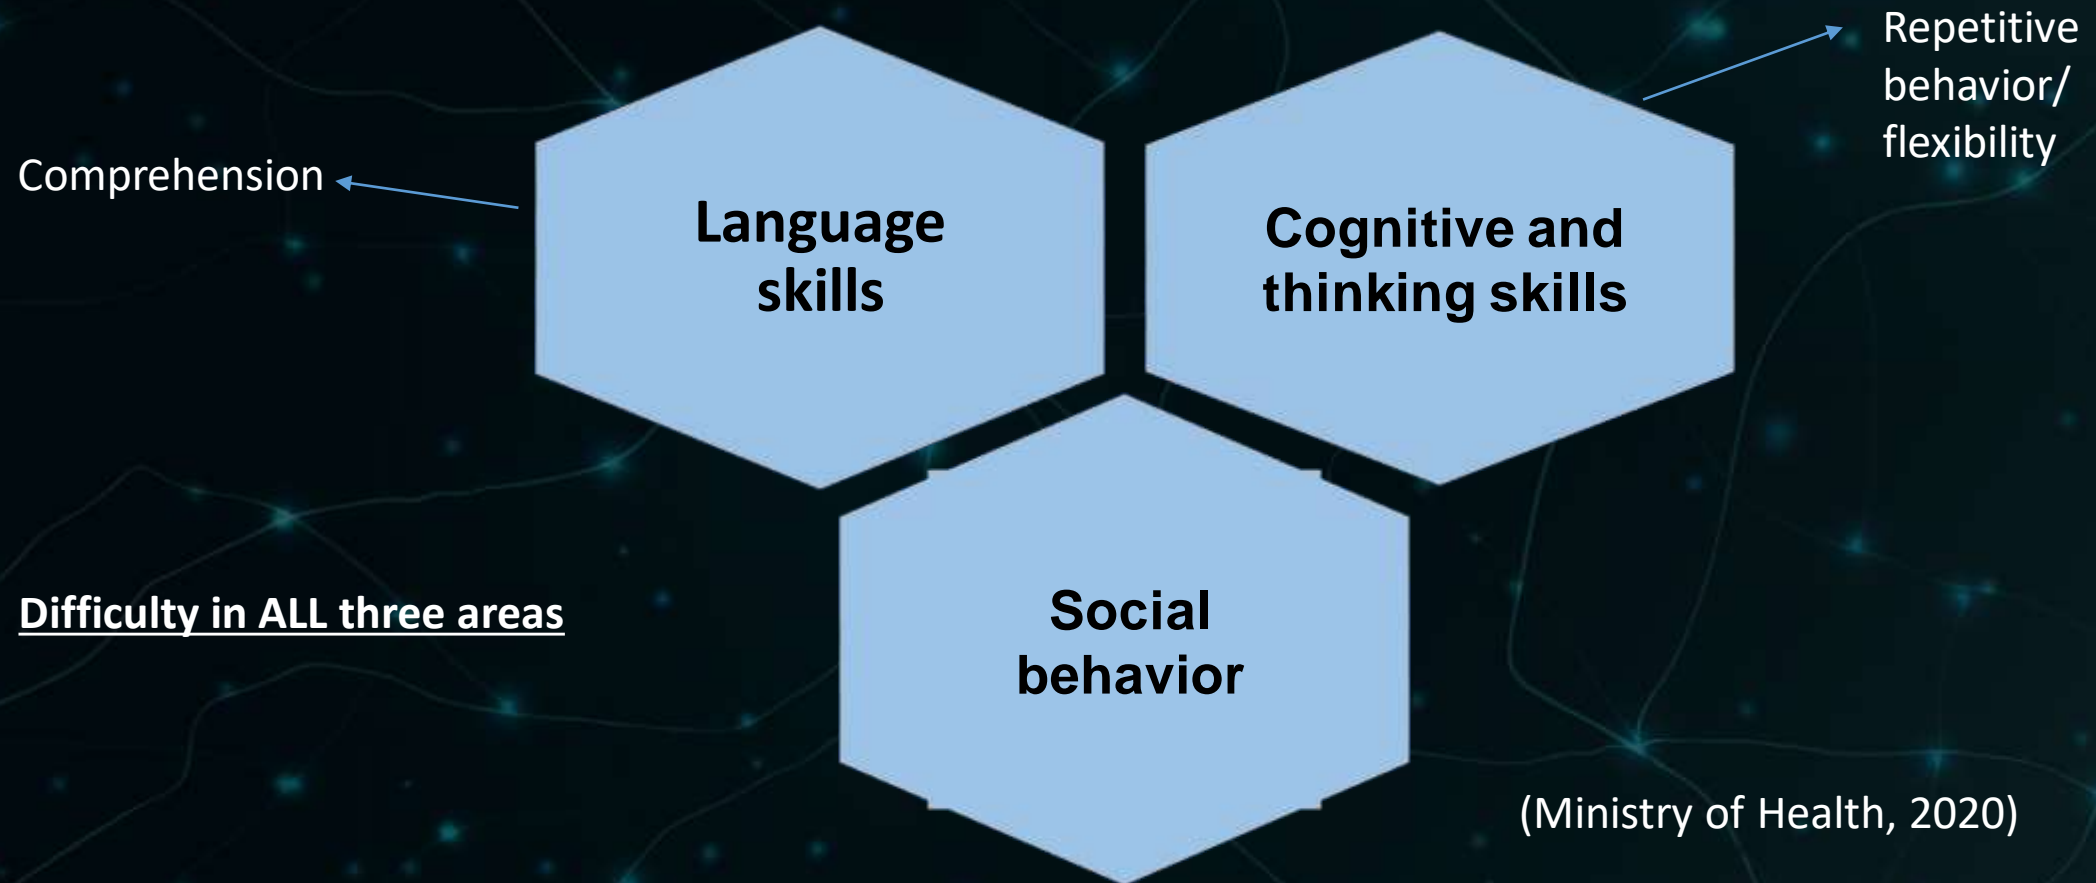 Repetitive
behavior/
flexibility
Comprehension
Language
skills
Cognitive and
thinking skills
Difficulty in ALL three areas
Social
behavior
(Ministry of Health, 2020)